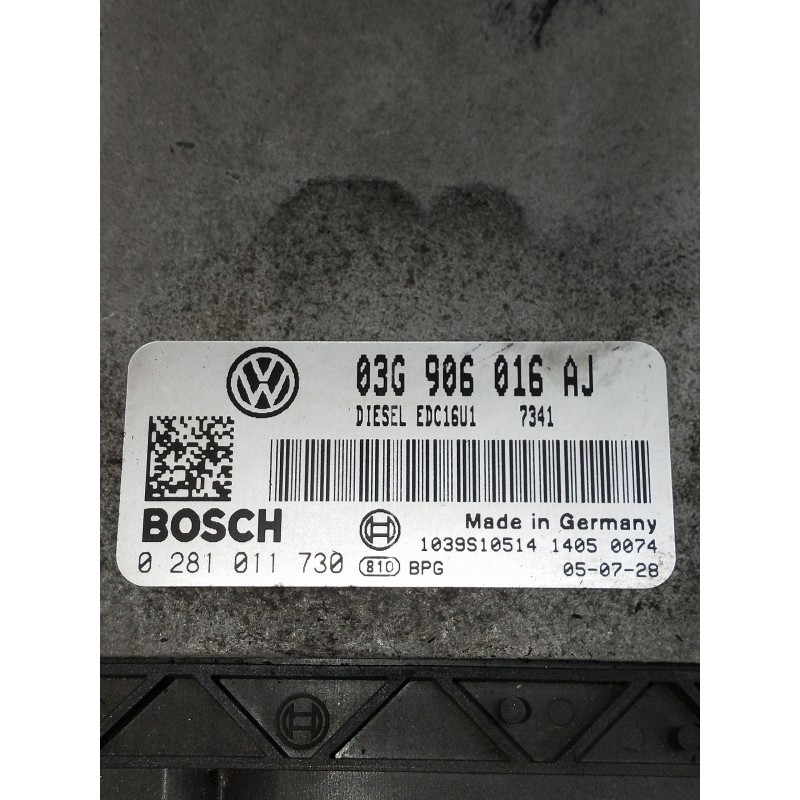 03G 906 016 AJ
DIESEL EDC16U1 7341
BOSCH
Made in Germany
1039S10514 1405 0074
0 281 011 730
810 BPG
05-07-28